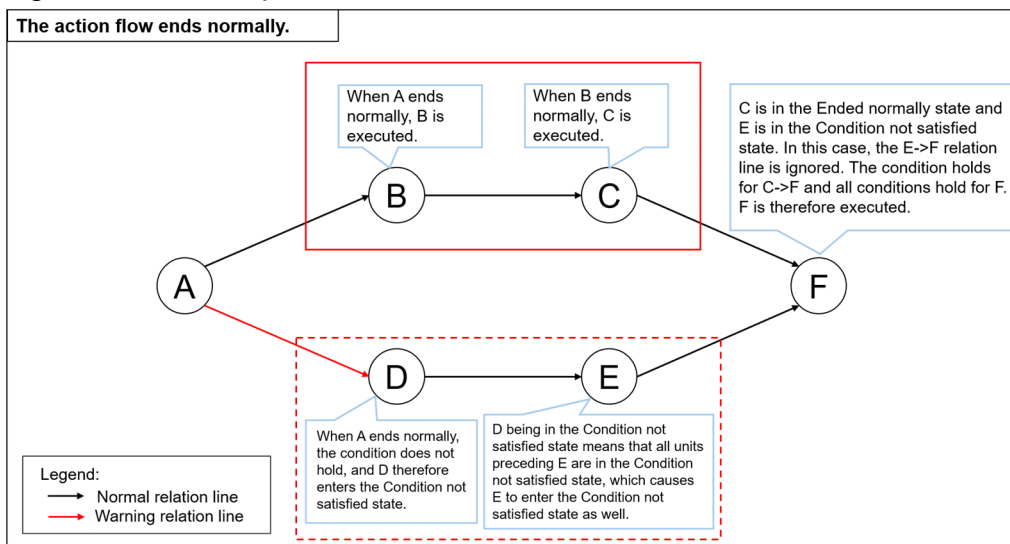 The action flow ends normally.
When A ends
normally, B is
executed.
When B ends
normally, C is
executed.
C is in the Ended normally state and
E is in the Condition not satisfied
state. In this case, the E->F relation
line is ignored. The condition holds
for C->F and all conditions hold for F.
F is therefore executed.
B
C
A
F
D
E
When A ends normally,
the condition does not
hold, and D therefore
enters the Condition not
satisfied state.
D being in the Condition not
satisfied state means that all units
preceding E are in the Condition
not satisfied state, which causes
E to enter the Condition not
satisfied state as well.
Legend:
Normal relation line
Warning relation line